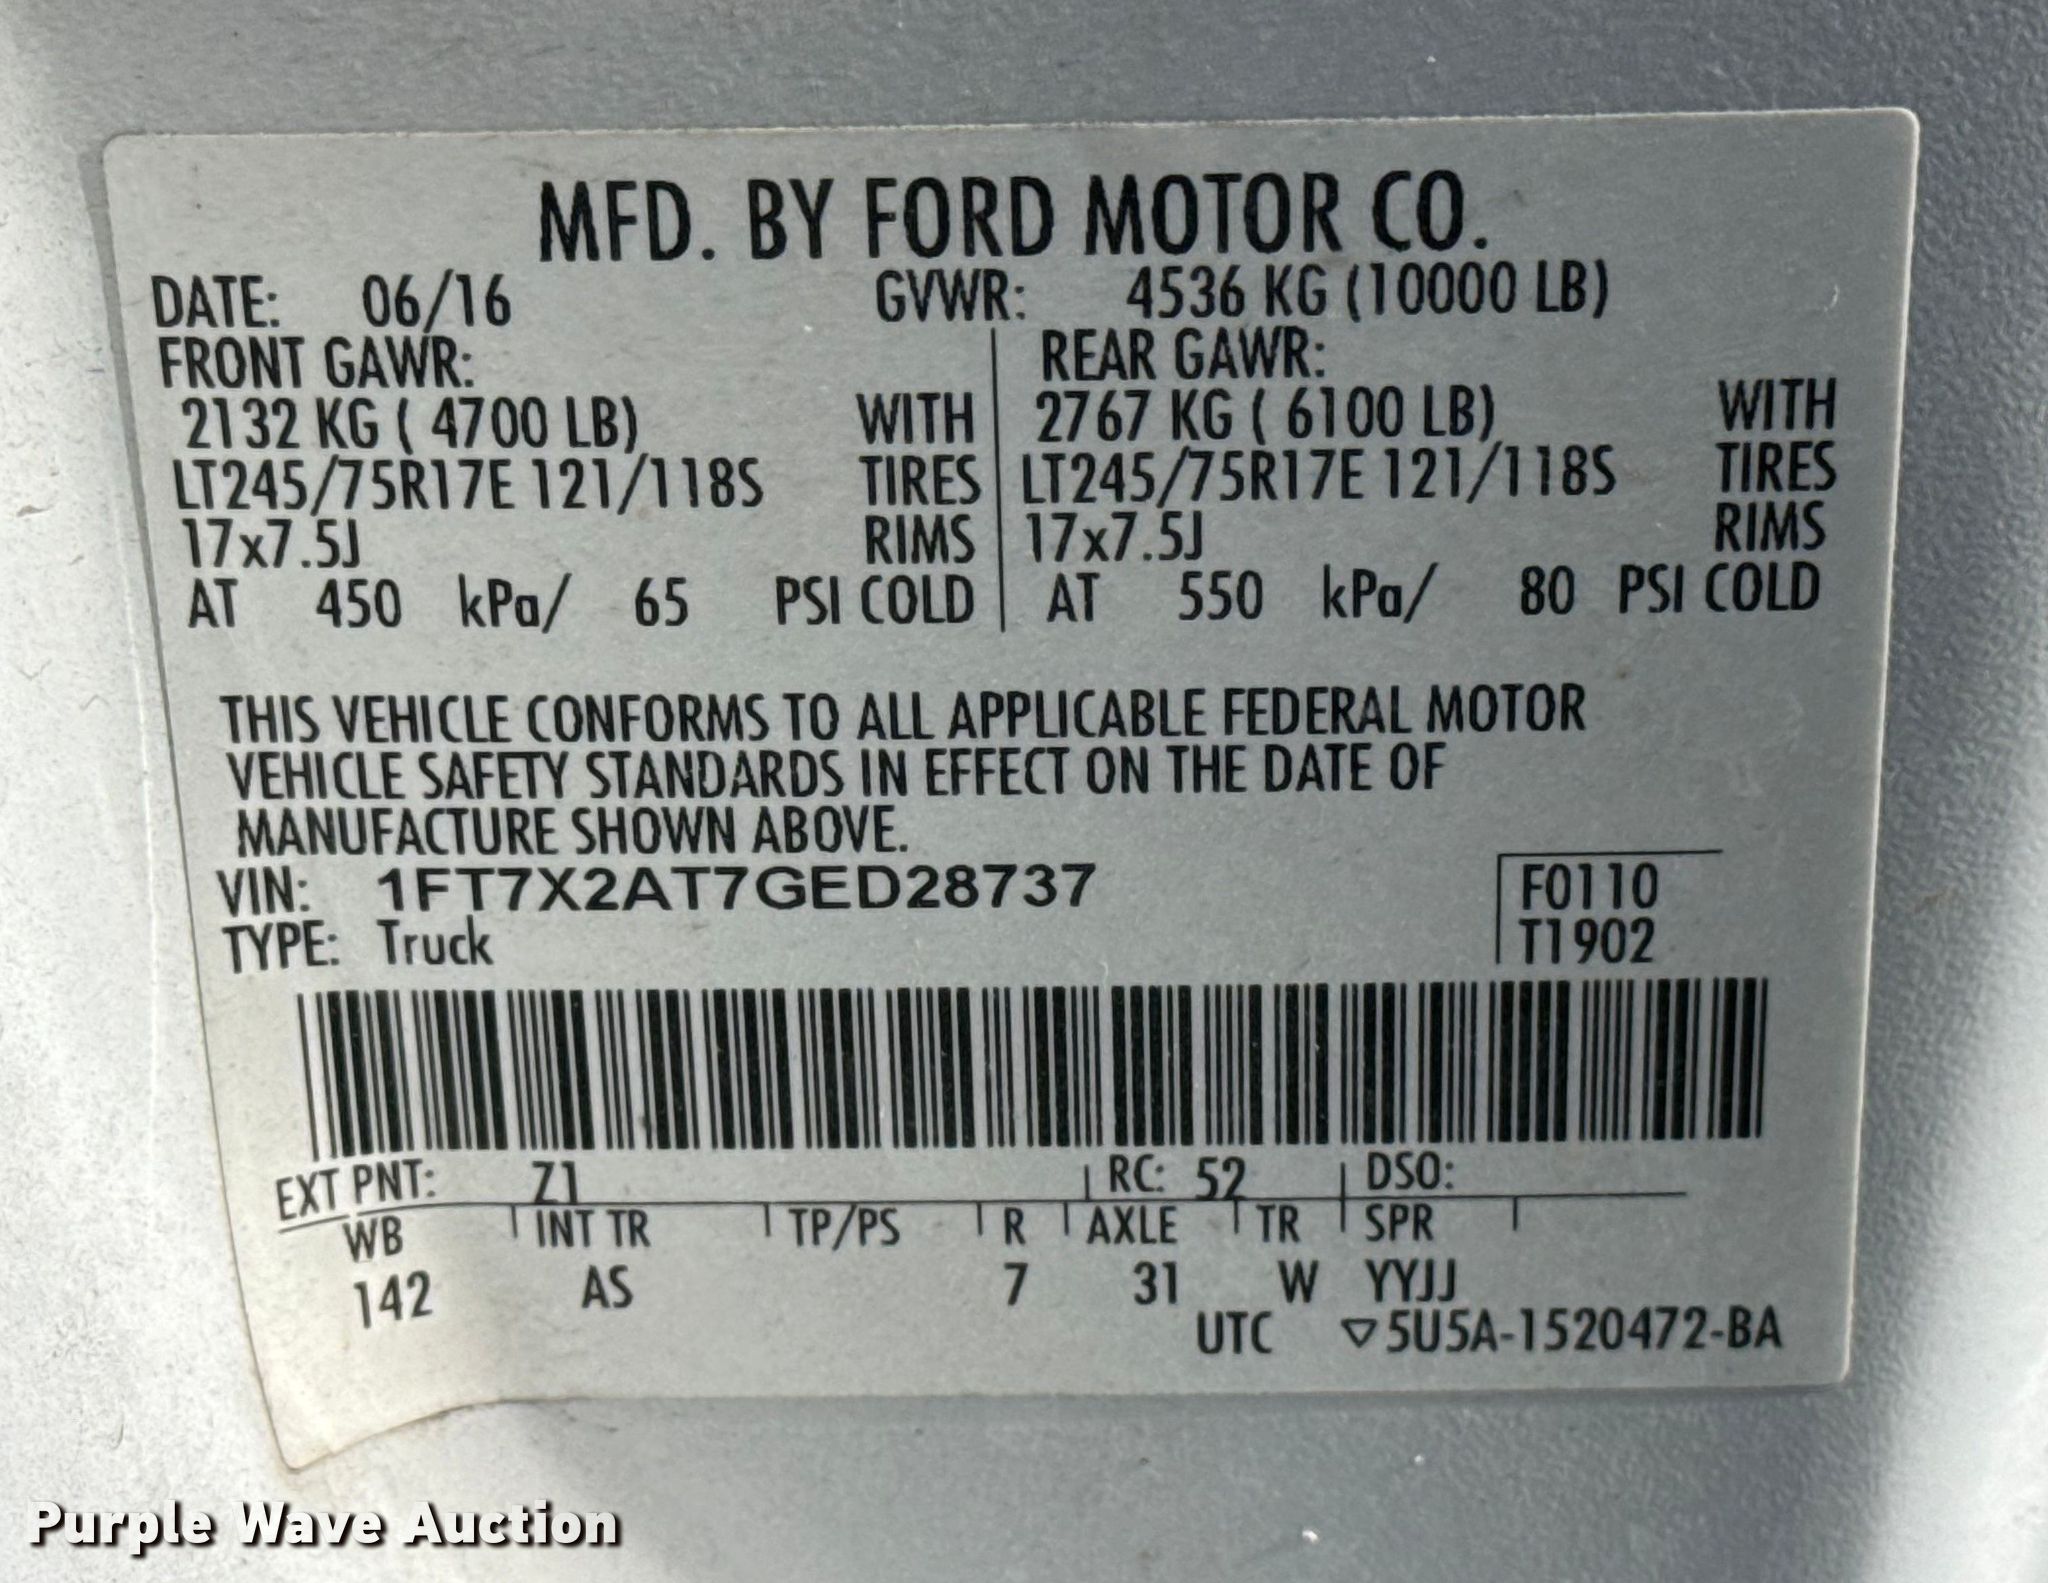 MFD. BY FORD MOTOR CO.
DATE: 06/16 GVWR: 4536 KG (10000 LB)
FRONT GAWR: REAR GAWR:
2132 KG ( 4700 LB) WITH 2767 KG ( 6100 LB) WITH
LT245/75R17E 121/118S TIRES LT245/75R17E 121/118S TIRES
17x7.5J RIMS 17x7.5J RIMS
AT 450 kPa/ 65 PSI COLD AT 550 kPa/ 80 PSI COLD
THIS VEHICLE CONFORMS TO ALL APPLICABLE FEDERAL MOTOR
VEHICLE SAFETY STANDARDS IN EFFECT ON THE DATE OF
MANUFACTURE SHOWN ABOVE.
VIN: 1FT7X2AT7GED28737 F0110
TYPE: Truck T1902
EXT PNT: Z1 RC: 52 DSO:
WB INT TR TP/PS R AXLE TR SPR
142 AS 7 31 W YYJJ
UTC ▽5U5A-1520472-BA
Purple Wave Auction